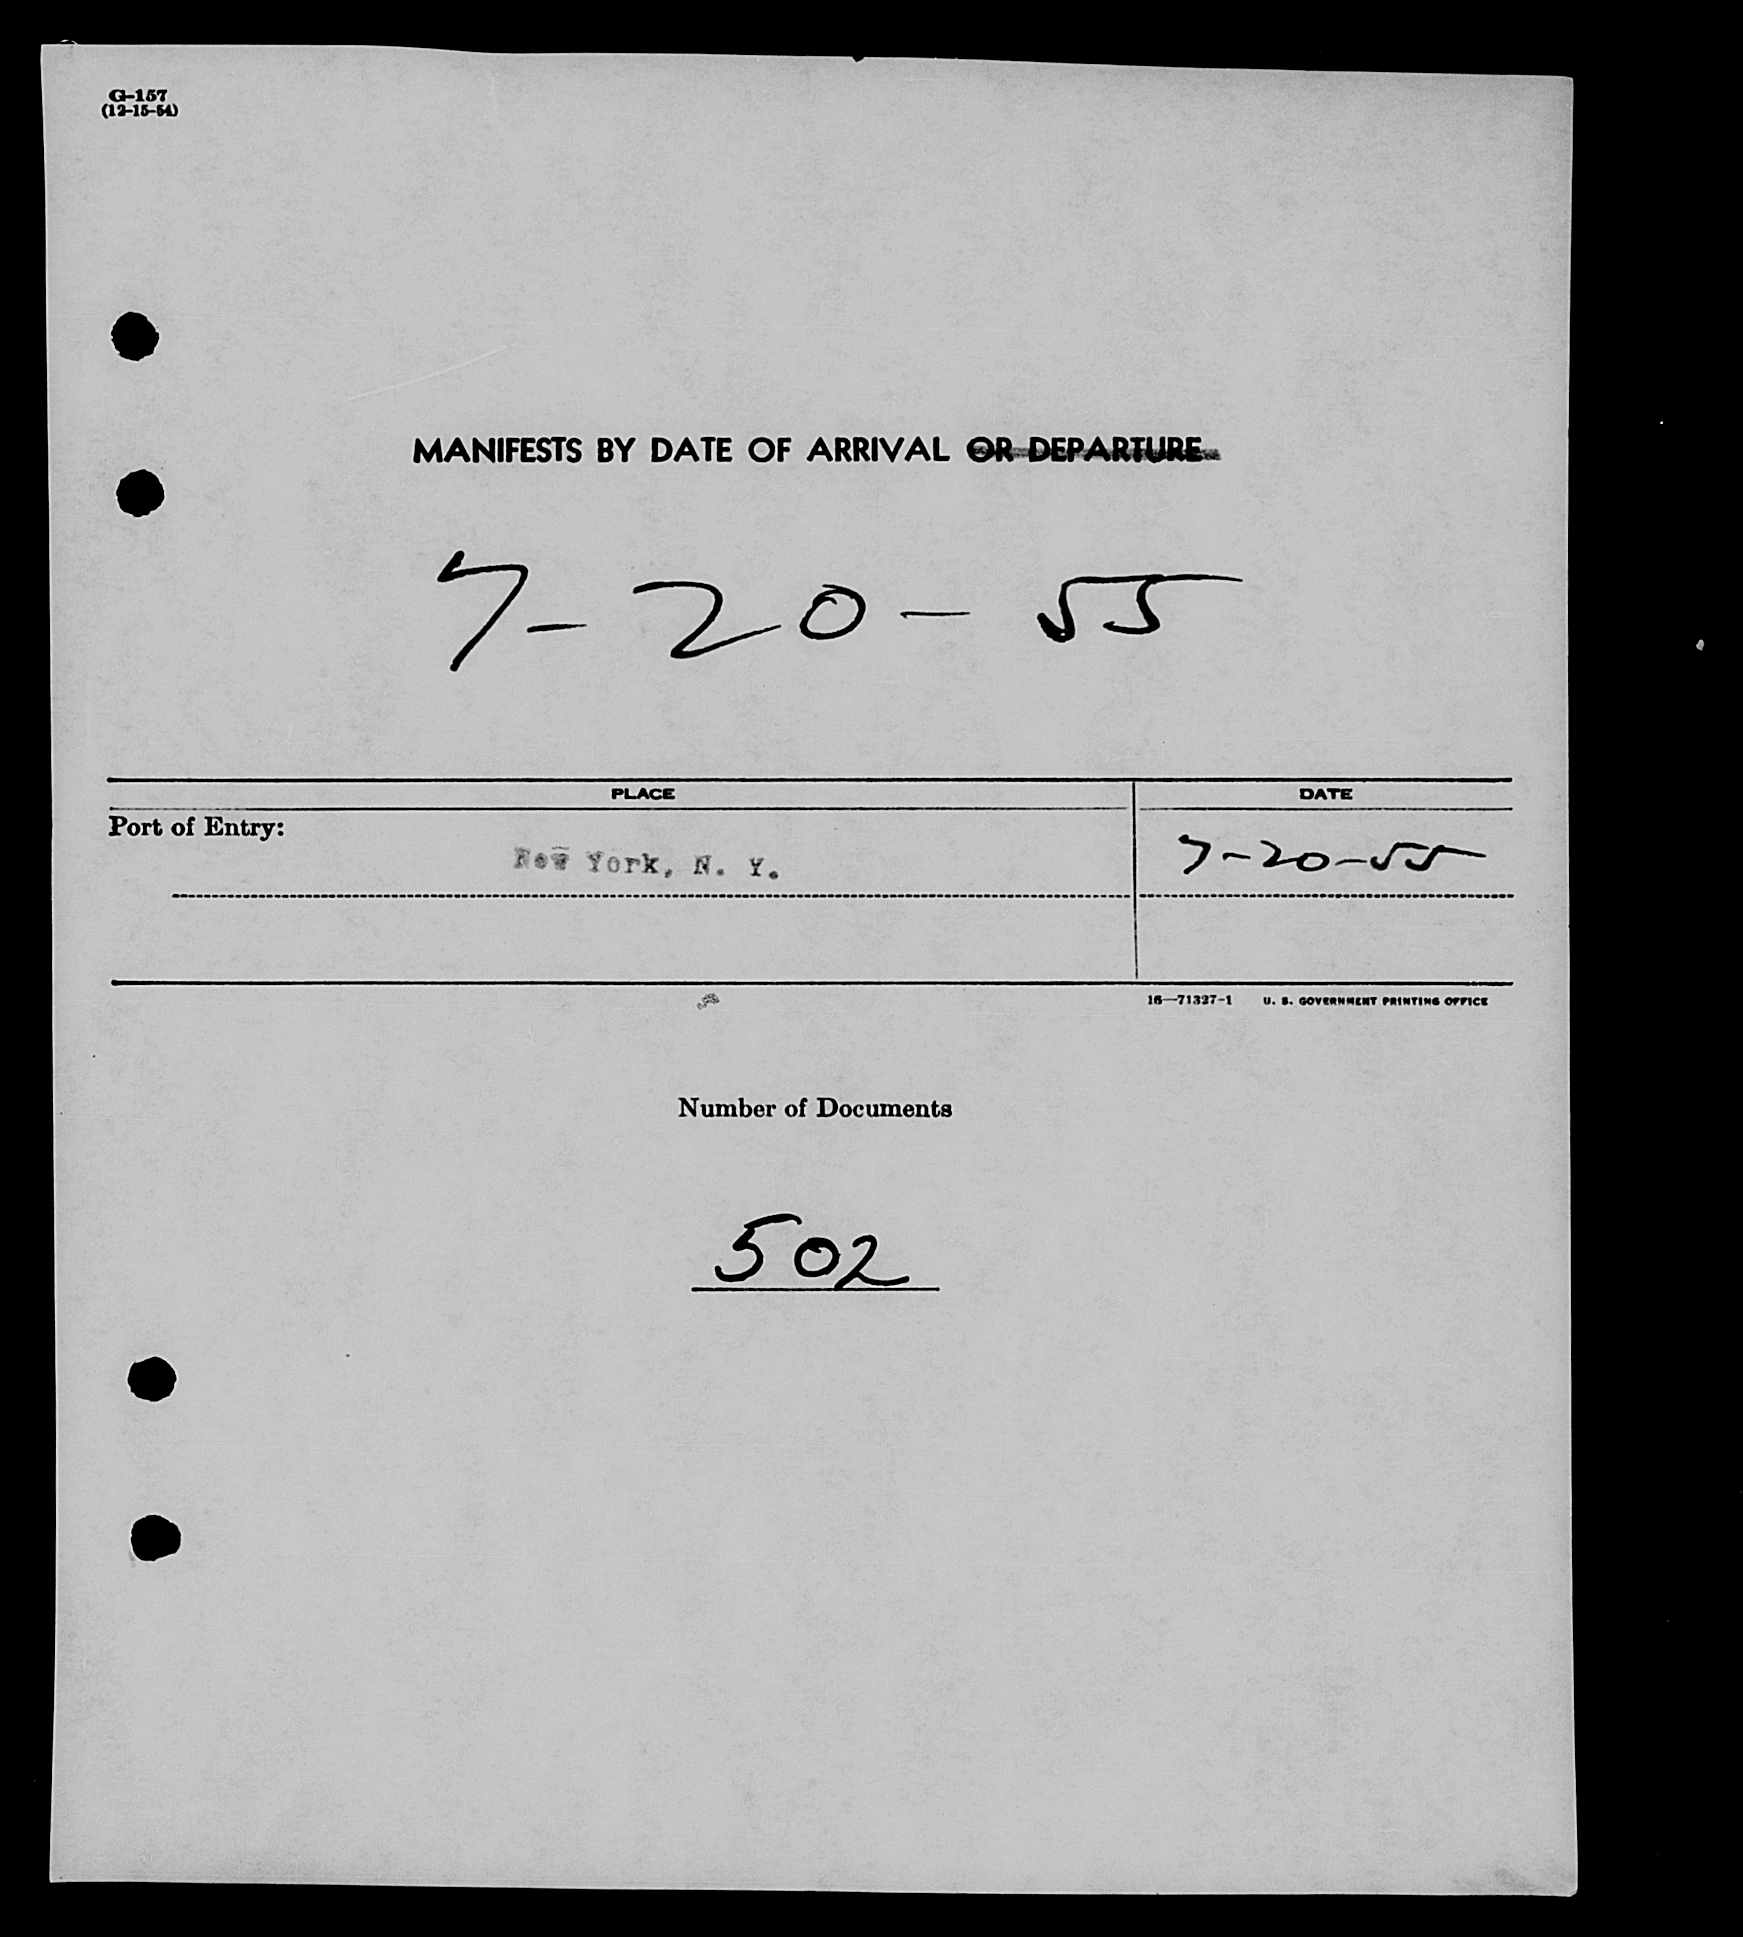 G-157
(12-15-54)
MANIFESTS BY DATE OF ARRIVAL OR DEPARTURE
7-20-55
PLACE DATE
Port of Entry:
New York, N. Y. 7-20-55
16—71327-1 U. S. GOVERNMENT PRINTING OFFICE
Number of Documents
502